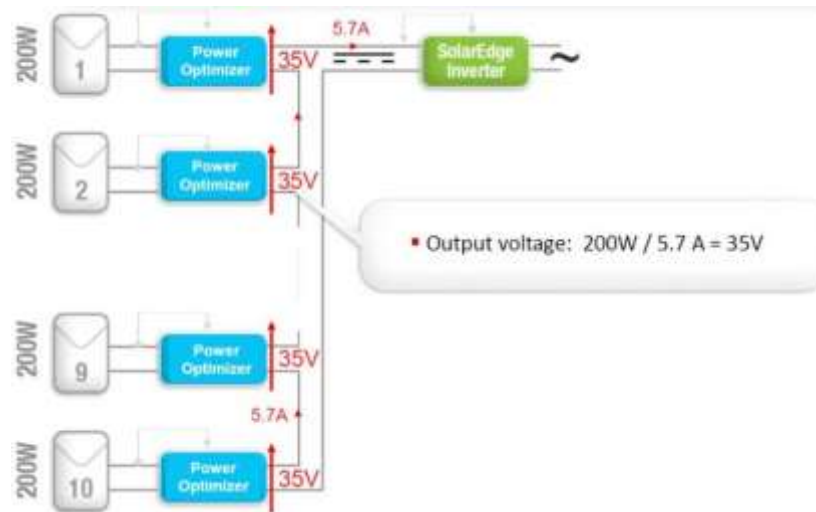 5.7A
200W
1
Power
Optimizer
35V
SolarEdge
Inverter
~
200W
2
Power
Optimizer
35V
▪ Output voltage: 200W / 5.7 A = 35V
200W
9
Power
Optimizer
35V
5.7A
200W
10
Power
Optimizer
35V